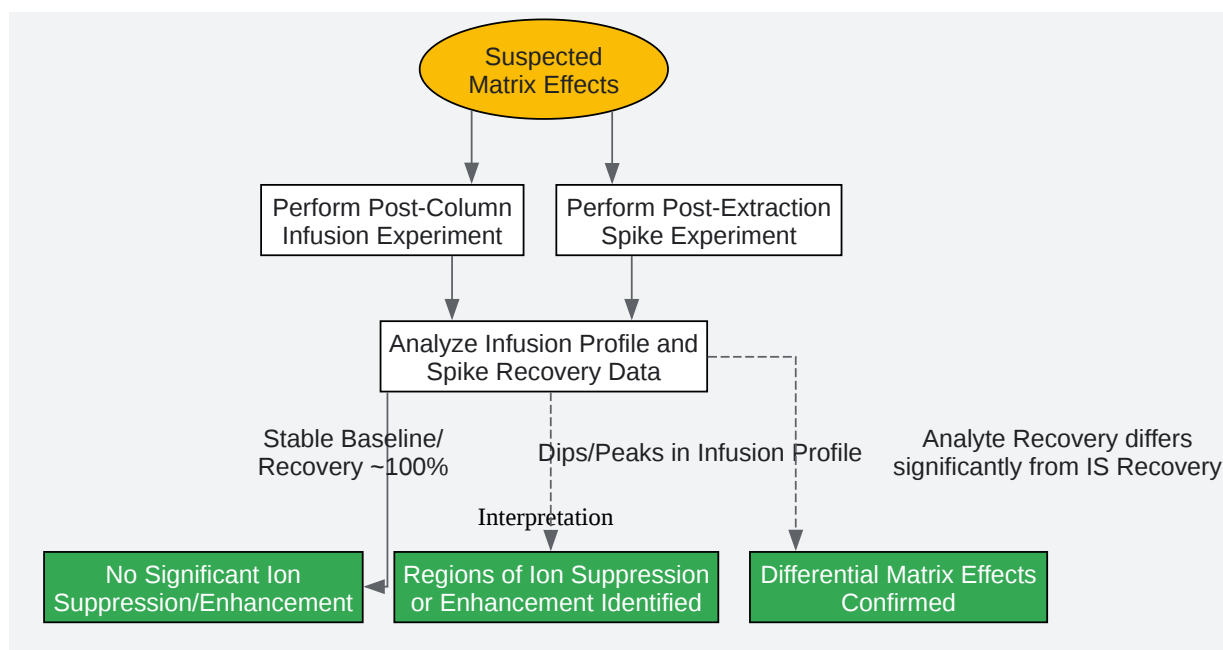 Suspected
Matrix Effects
Perform Post-Column
Infusion Experiment
Perform Post-Extraction
Spike Experiment
Analyze Infusion Profile and
Spike Recovery Data
Stable Baseline/
Recovery ~100%
Dips/Peaks in Infusion Profile
Analyte Recovery differs
significantly from IS Recovery
Interpretation
No Significant Ion
Suppression/Enhancement
Regions of Ion Suppression
or Enhancement Identified
Differential Matrix Effects
Confirmed